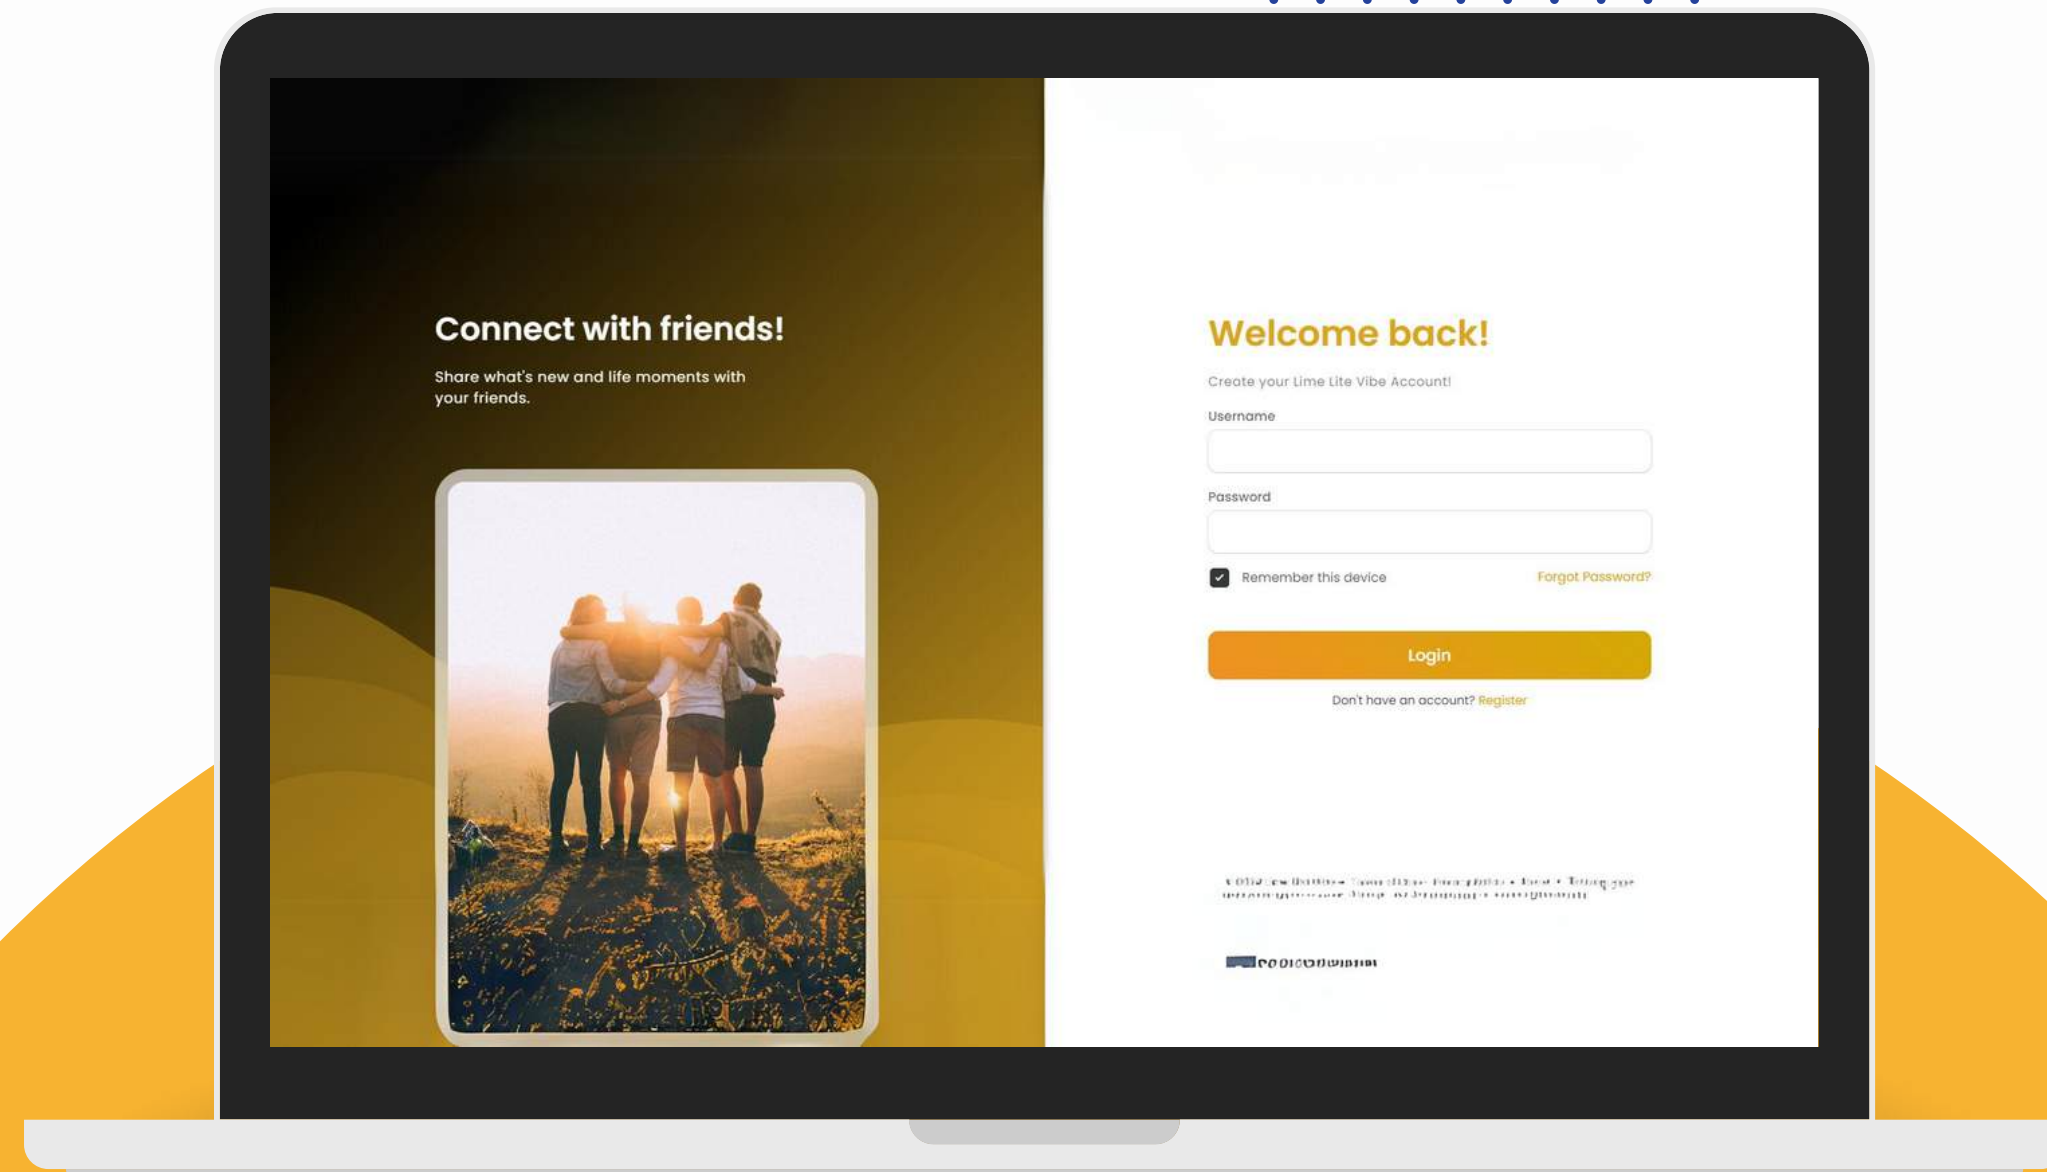 Connect with friends!
Share what's new and life moments with
your friends.
Welcome back!
Create your Lime Lite Vibe Account!
Username
Password
Remember this device
Forgot Password?
Login
Don't have an account? Register